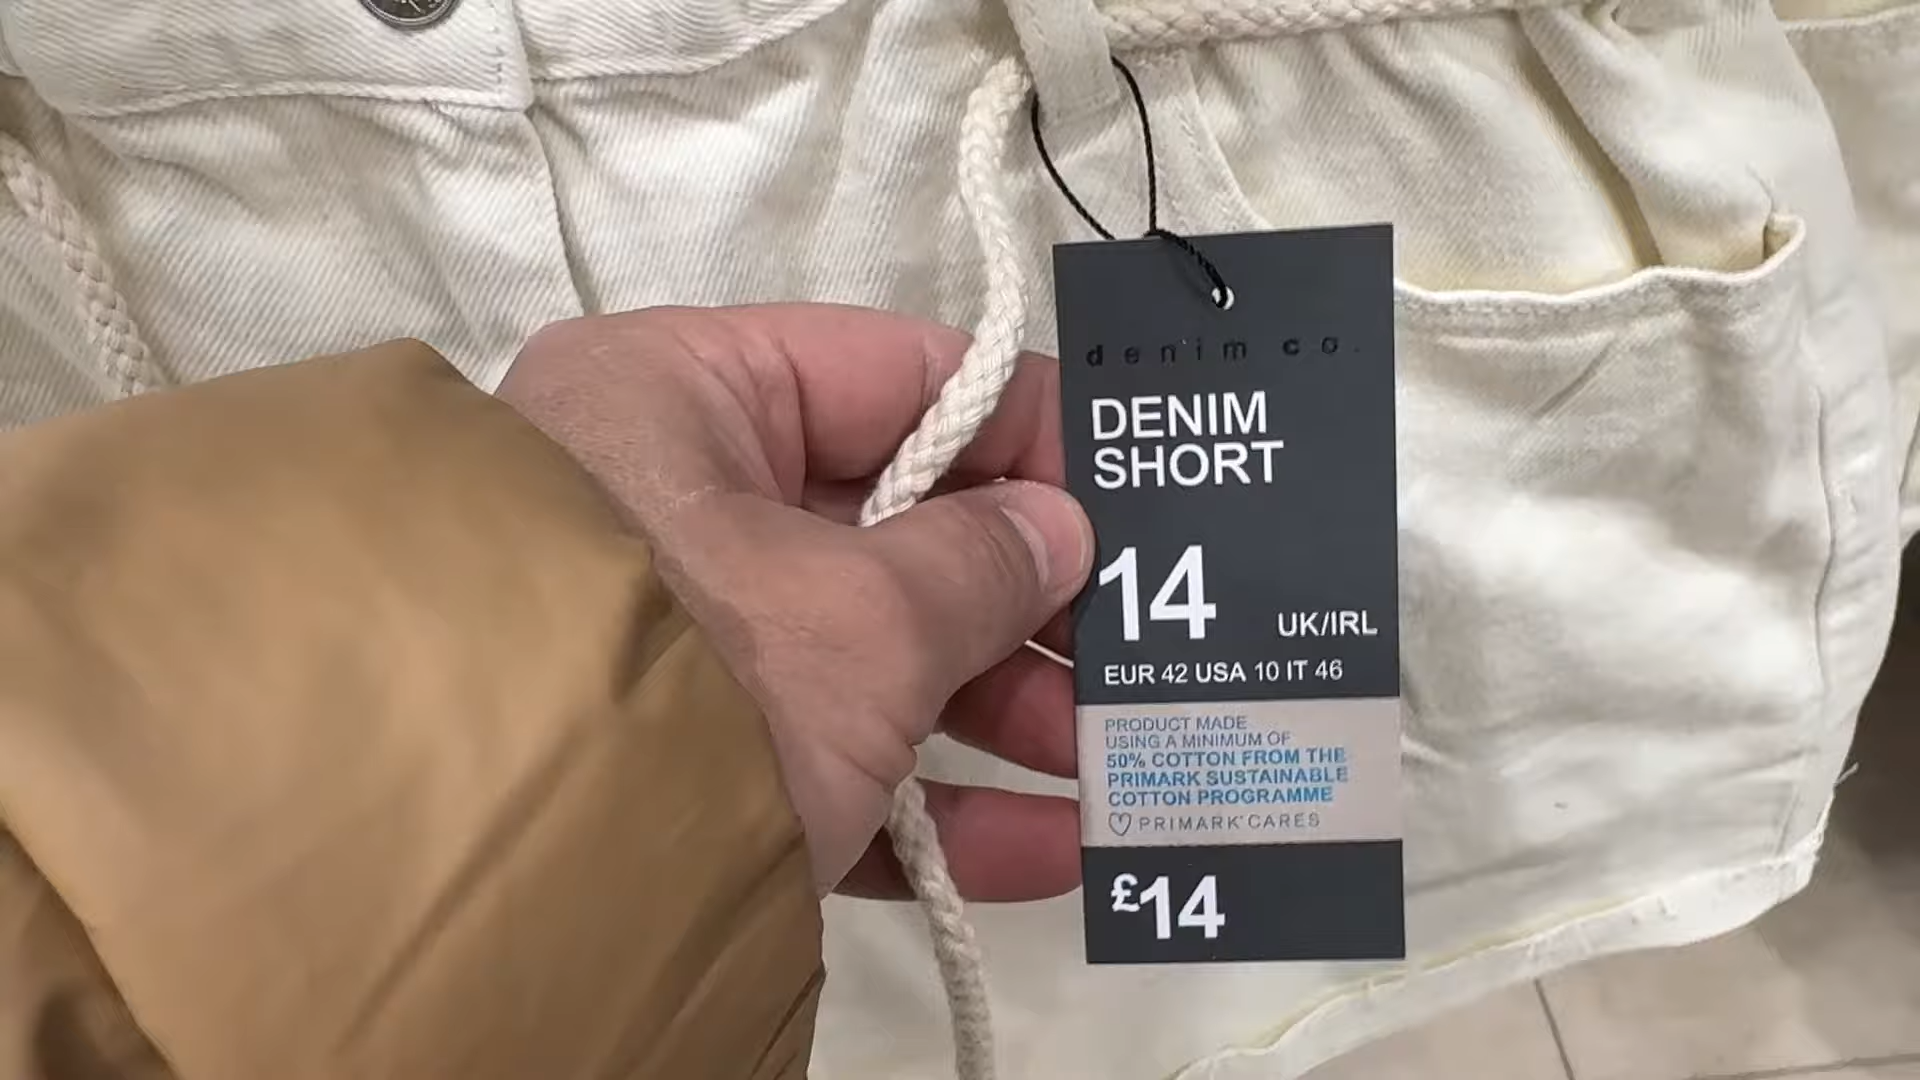 denim co.
DENIM
SHORT
14 UK/IRL
EUR 42 USA 10 IT 46
PRODUCT MADE
USING A MINIMUM OF
50% COTTON FROM THE
PRIMARK SUSTAINABLE
COTTON PROGRAMME
PRIMARK CARES
£14